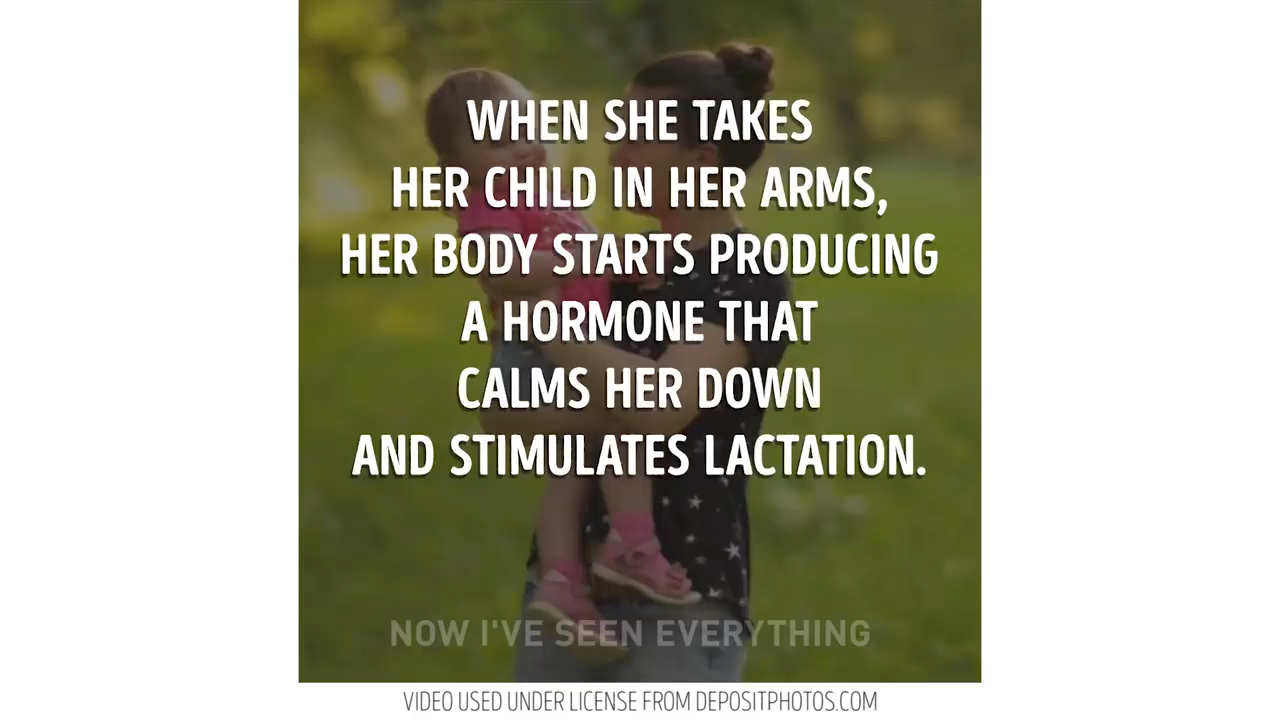 WHEN SHE TAKES
HER CHILD IN HER ARMS,
HER BODY STARTS PRODUCING
A HORMONE THAT
CALMS HER DOWN
AND STIMULATES LACTATION.
NOW I'VE SEEN EVERYTHING
VIDEO USED UNDER LICENSE FROM DEPOSITPHOTOS.COM